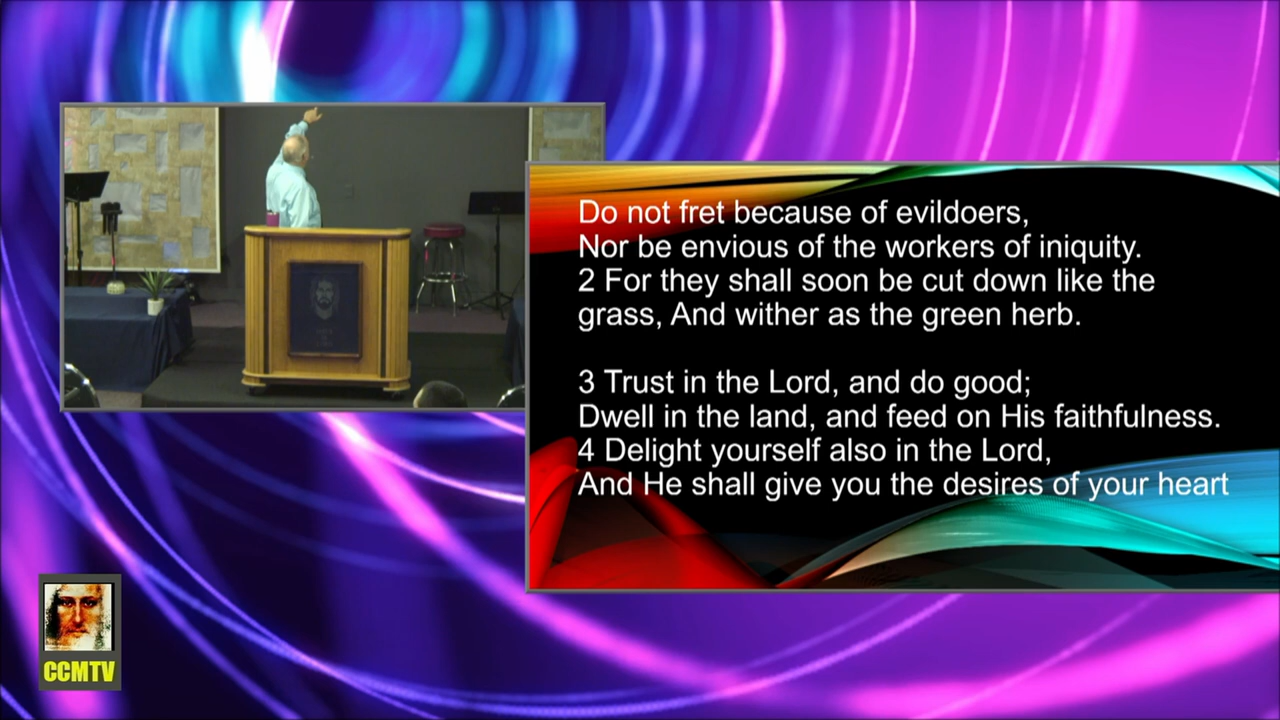 Do not fret because of evildoers,
Nor be envious of the workers of iniquity.
2 For they shall soon be cut down like the
grass, And wither as the green herb.
3 Trust in the Lord, and do good;
Dwell in the land, and feed on His faithfulness.
4 Delight yourself also in the Lord,
And He shall give you the desires of your heart
CCMTV